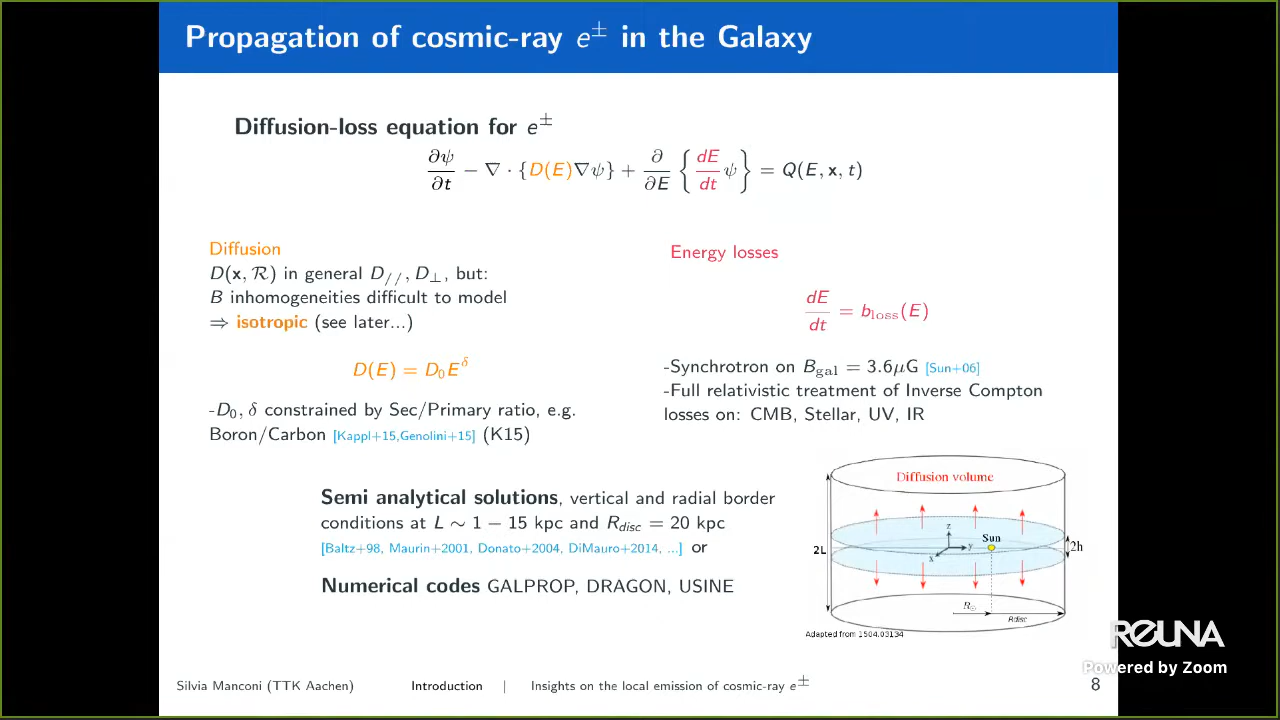 Propagation of cosmic-ray e± in the Galaxy
Diffusion-loss equation for e±
∂ψ/∂t − ∇ · {D(E)∇ψ} + ∂/∂E {dE/dt ψ} = Q(E, x, t)
Diffusion
D(x, R) in general D//, D⊥, but:
B inhomogeneities difficult to model
⇒ isotropic (see later...)
D(E) = D₀E^δ
-D₀, δ constrained by Sec/Primary ratio, e.g.
Boron/Carbon [Kappl+15,Genolini+15] (K15)
Energy losses
dE/dt = b_loss(E)
-Synchrotron on B_gal = 3.6μG [Sun+06]
-Full relativistic treatment of Inverse Compton
losses on: CMB, Stellar, UV, IR
Semi analytical solutions, vertical and radial border
conditions at L ∼ 1 − 15 kpc and R_disc = 20 kpc
[Baltz+98, Maurin+2001, Donato+2004, DiMauro+2014, ...] or
Numerical codes GALPROP, DRAGON, USINE
Diffusion volume
z
Sun
y
x
2L
2h
R☉
Rdisc
Adapted from 1504.03134
REUNA
Powered by Zoom
Silvia Manconi (TTK Aachen) Introduction | Insights on the local emission of cosmic-ray e± 8